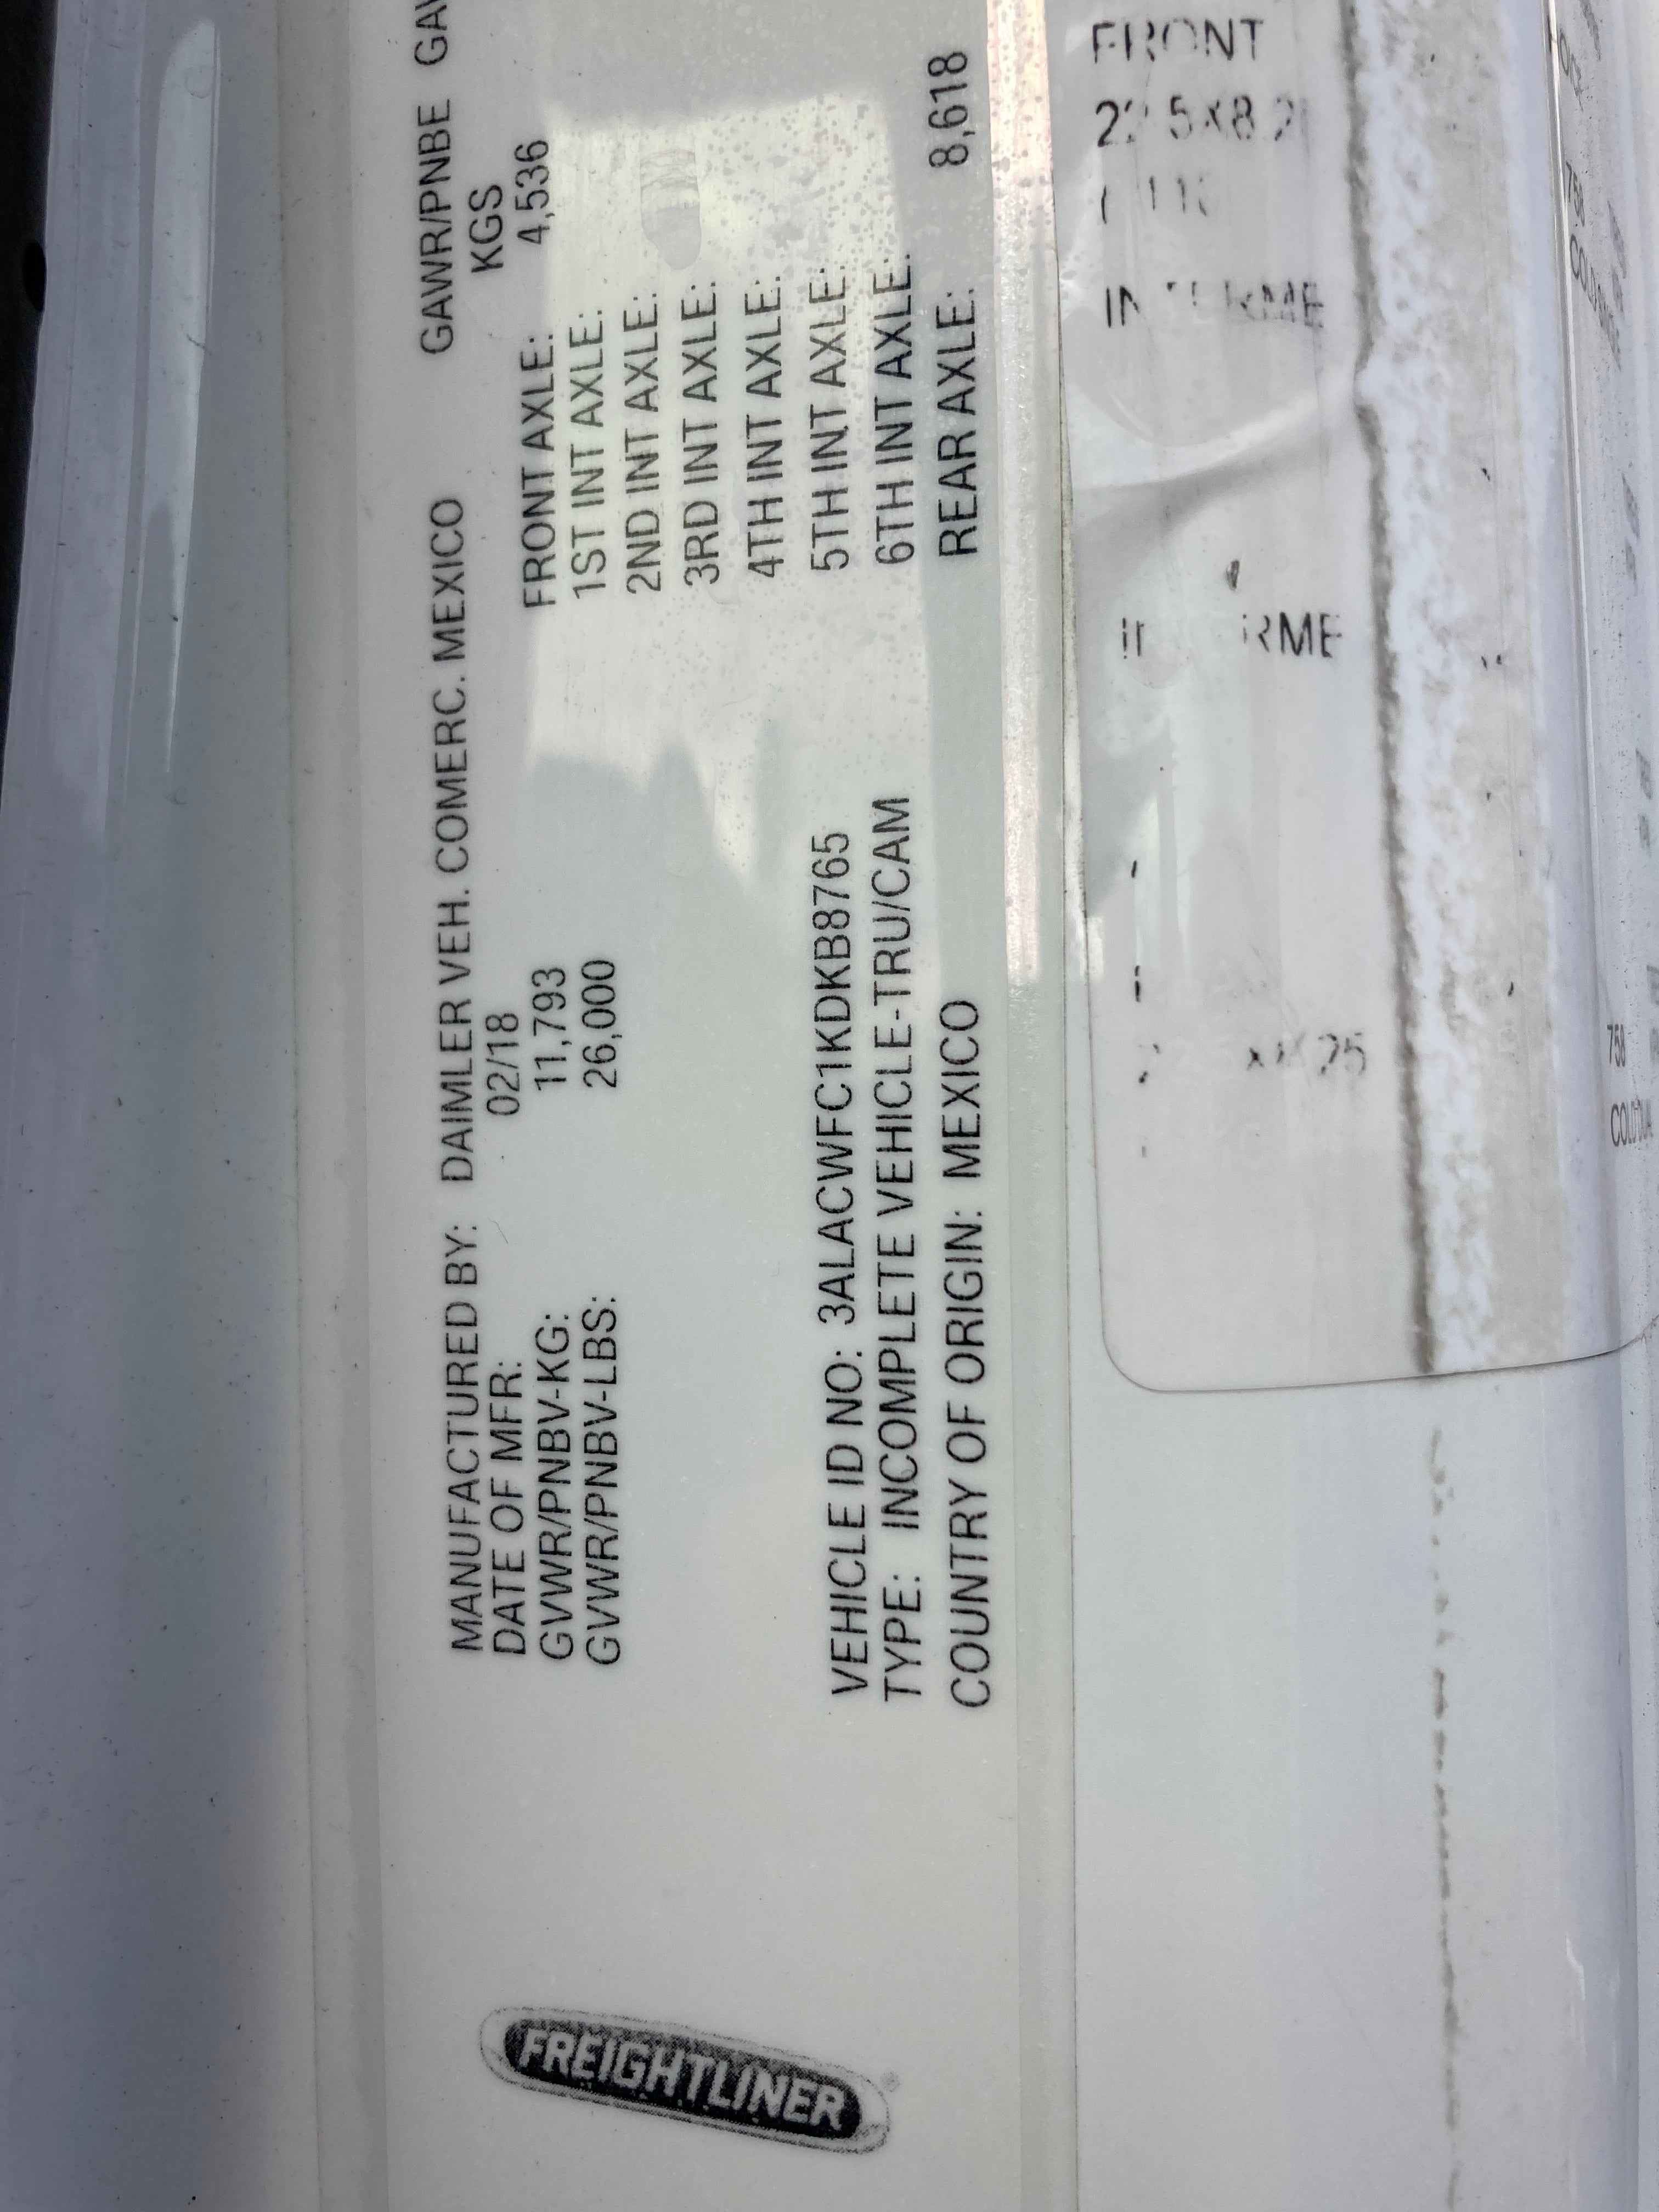 FREIGHTLINER
MANUFACTURED BY: DAIMLER VEH. COMERC. MEXICO
DATE OF MFR: 02/18
GVWR/PNBV-KG: 11,793
GVWR/PNBV-LBS: 26,000
VEHICLE ID NO: 3ALACWFC1KDKB8765
TYPE: INCOMPLETE VEHICLE-TRU/CAM
COUNTRY OF ORIGIN: MEXICO
GAWR/PNBE
KGS
FRONT AXLE: 4,536
1ST INT AXLE:
2ND INT AXLE:
3RD INT AXLE:
4TH INT AXLE:
5TH INT AXLE:
6TH INT AXLE:
REAR AXLE: 8,618
FRONT
758
758